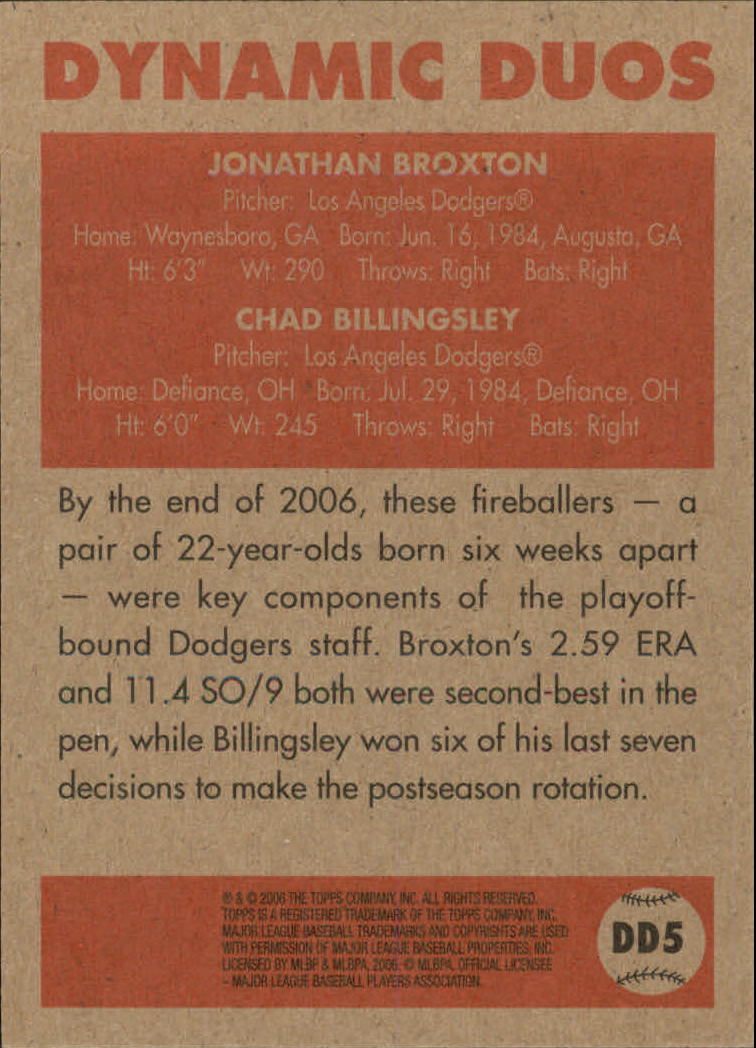 DYNAMIC DUOS
JONATHAN BROXTON
Pitcher: Los Angeles Dodgers®
Home: Waynesboro, GA Born: Jun. 16, 1984, Augusta, GA
Ht: 6'3" Wt: 290 Throws: Right Bats: Right
CHAD BILLINGSLEY
Pitcher: Los Angeles Dodgers®
Home: Defiance, OH Born: Jul. 29, 1984, Defiance, OH
Ht: 6'0" Wt: 245 Throws: Right Bats: Right
By the end of 2006, these fireballers — a
pair of 22-year-olds born six weeks apart
— were key components of the playoff-
bound Dodgers staff. Broxton's 2.59 ERA
and 11.4 SO/9 both were second-best in the
pen, while Billingsley won six of his last seven
decisions to make the postseason rotation.
® & © 2006 THE TOPPS COMPANY, INC. ALL RIGHTS RESERVED.
TOPPS IS A REGISTERED TRADEMARK OF THE TOPPS COMPANY, INC.
MAJOR LEAGUE BASEBALL TRADEMARKS AND COPYRIGHTS ARE USED
WITH PERMISSION OF MAJOR LEAGUE BASEBALL PROPERTIES, INC.
LICENSED BY MLBP & MLBPA, 2006. © MLBPA, OFFICIAL LICENSEE
– MAJOR LEAGUE BASEBALL PLAYERS ASSOCIATION.
DD5